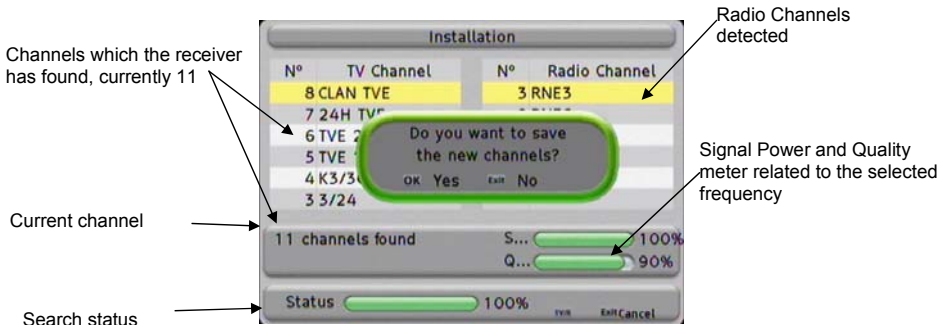 Radio Channels
detected
Channels which the receiver
has found, currently 11
Installation
Nº TV Channel Nº Radio Channel
8 CLAN TVE 3 RNE3
7 24H TVE
6 TVE 2
5 TVE
4 K3/3
3 3/24
Do you want to save
the new channels?
OK Yes Exit No
Signal Power and Quality
meter related to the selected
frequency
Current channel
11 channels found S... 100%
Q... 90%
Search status
Status 100% Exit Cancel